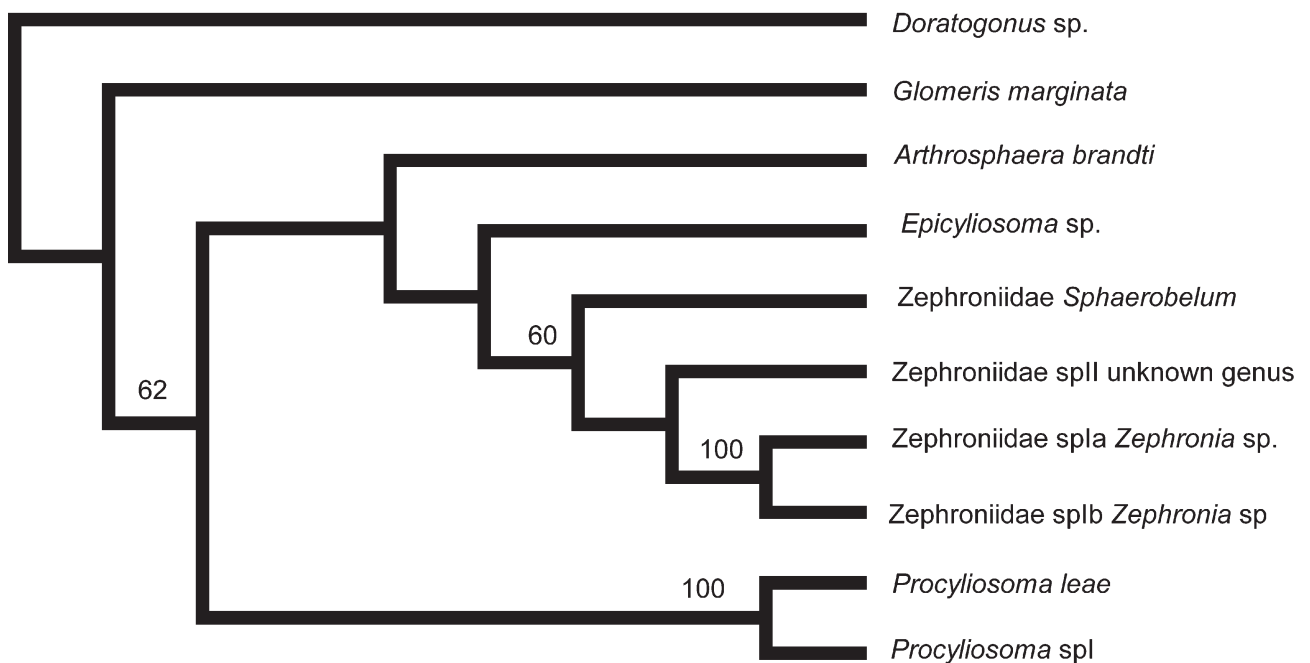 Doratogonus sp.
Glomeris marginata
Arthrosphaera brandti
Epicyliosoma sp.
Zephroniidae Sphaerobelum
60
Zephroniidae spII unknown genus
62
Zephroniidae spIa Zephronia sp.
100
Zephroniidae spIb Zephronia sp
Procyliosoma leae
100
Procyliosoma spI